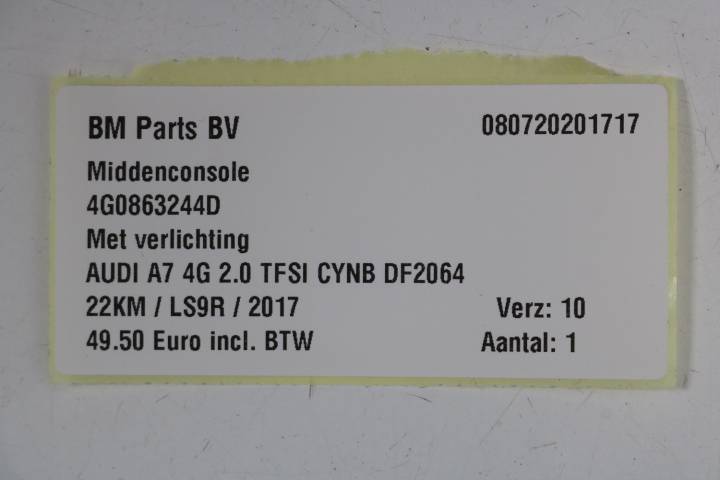 BM Parts BV 080720201717
Middenconsole
4G0863244D
Met verlichting
AUDI A7 4G 2.0 TFSI CYNB DF2064
22KM / LS9R / 2017 Verz: 10
49.50 Euro incl. BTW Aantal: 1